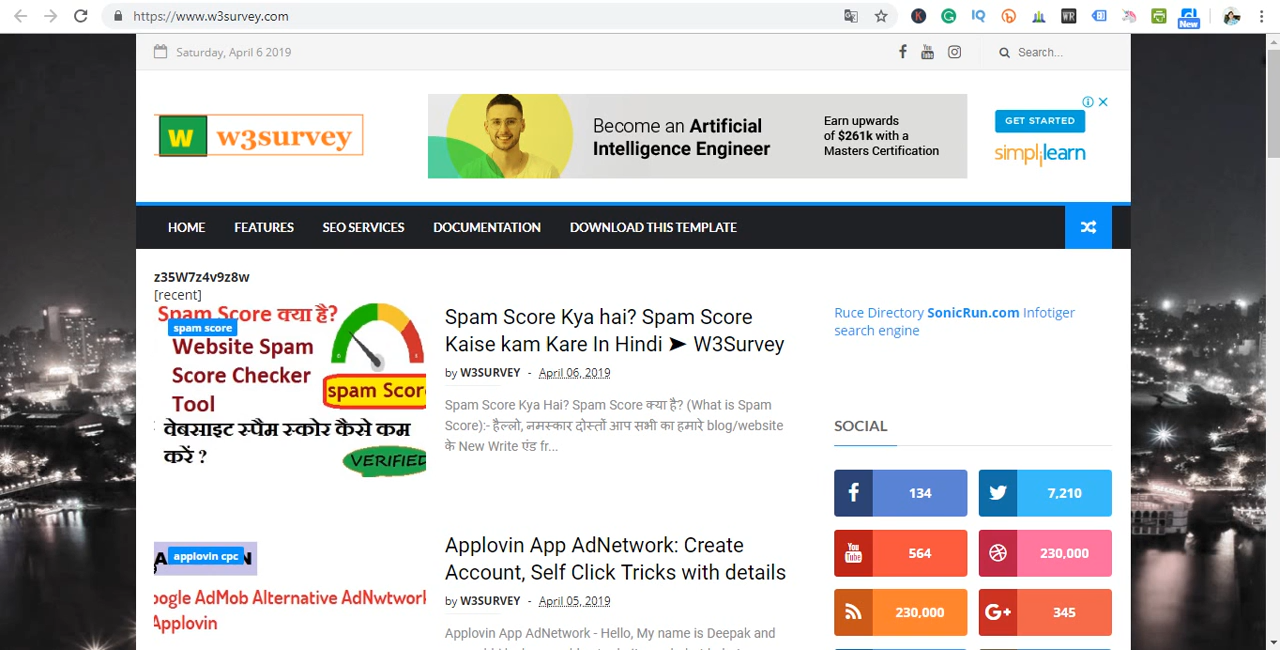 https://www.w3survey.com
IQ
WR
New
Saturday, April 6 2019
Search...
W w3survey
Become an Artificial
Intelligence Engineer
Earn upwards
of $261k with a
Masters Certification
GET STARTED
simplilearn
HOME FEATURES SEO SERVICES DOCUMENTATION DOWNLOAD THIS TEMPLATE
z35W7z4v9z8w
[recent]
Spam Score क्या है?
spam score
Website Spam
Score Checker
Tool
spam Scor
वेबसाइट स्पैम स्कोर कैसे कम
करें ?
VERIFIED
Spam Score Kya hai? Spam Score
Kaise kam Kare In Hindi ➤ W3Survey
by W3SURVEY - April 06, 2019
Spam Score Kya Hai? Spam Score क्या है? (What is Spam
Score):- हैल्लो, नमस्कार दोस्तों आप सभी का हमारे blog/website
के New Write एंड fr...
Ruce Directory SonicRun.com Infotiger
search engine
SOCIAL
134
7,210
You Tube 564
230,000
230,000
G+ 345
applovin cpc
oogle AdMob Alternative AdNwtwork
Applovin
Applovin App AdNetwork: Create
Account, Self Click Tricks with details
by W3SURVEY - April 05, 2019
Applovin App AdNetwork - Hello, My name is Deepak and